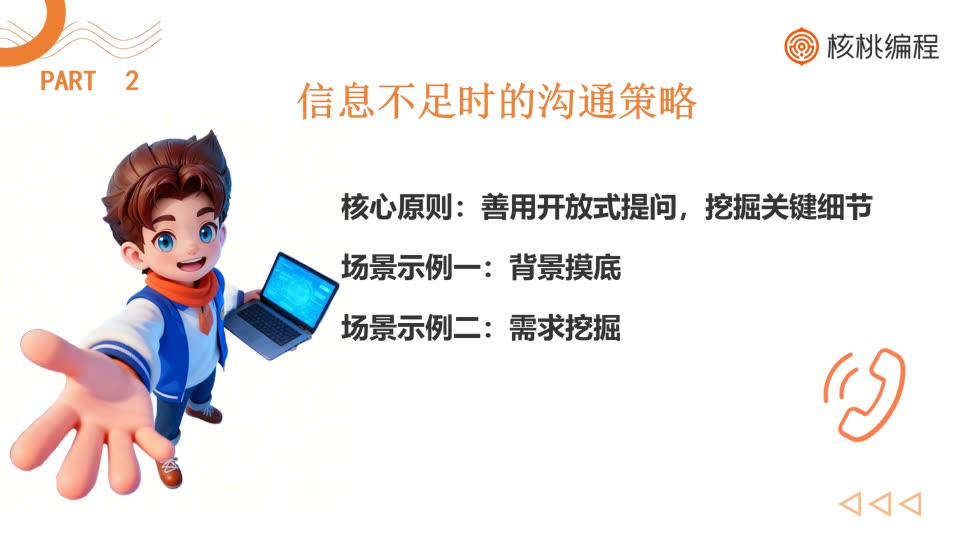 核桃编程
PART 2
信息不足时的沟通策略
核心原则：善用开放式提问，挖掘关键细节
场景示例一：背景摸底
场景示例二：需求挖掘